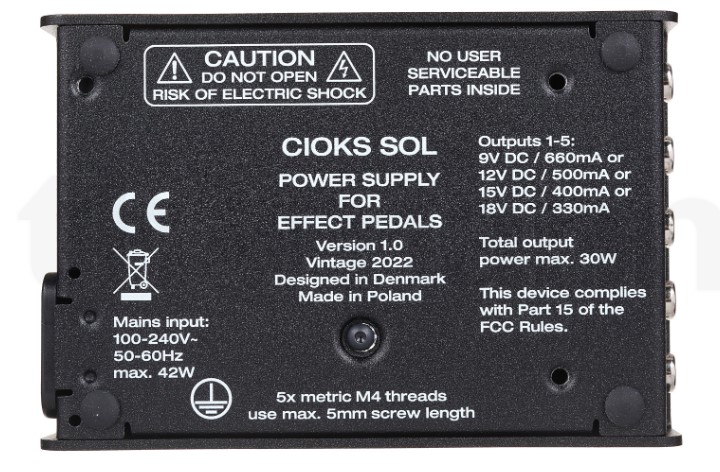 CAUTION
DO NOT OPEN
RISK OF ELECTRIC SHOCK
NO USER
SERVICEABLE
PARTS INSIDE
CIOKS SOL
POWER SUPPLY
FOR
EFFECT PEDALS
Version 1.0
Vintage 2022
Designed in Denmark
Made in Poland
Outputs 1-5:
9V DC / 660mA or
12V DC / 500mA or
15V DC / 400mA or
18V DC / 330mA
Total output
power max. 30W
This device complies
with Part 15 of the
FCC Rules.
CE
Mains input:
100-240V~
50-60Hz
max. 42W
5x metric M4 threads
use max. 5mm screw length